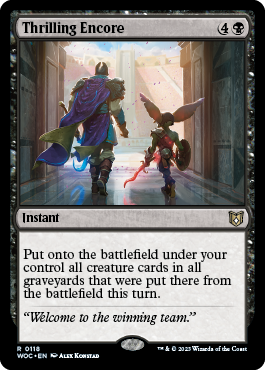 Thrilling Encore
4
Instant
Put onto the battlefield under your
control all creature cards in all
graveyards that were put there from
the battlefield this turn.
“Welcome to the winning team.”
R 0118
WOC • EN ALEX KONSTAD
™ & © 2023 Wizards of the Coast